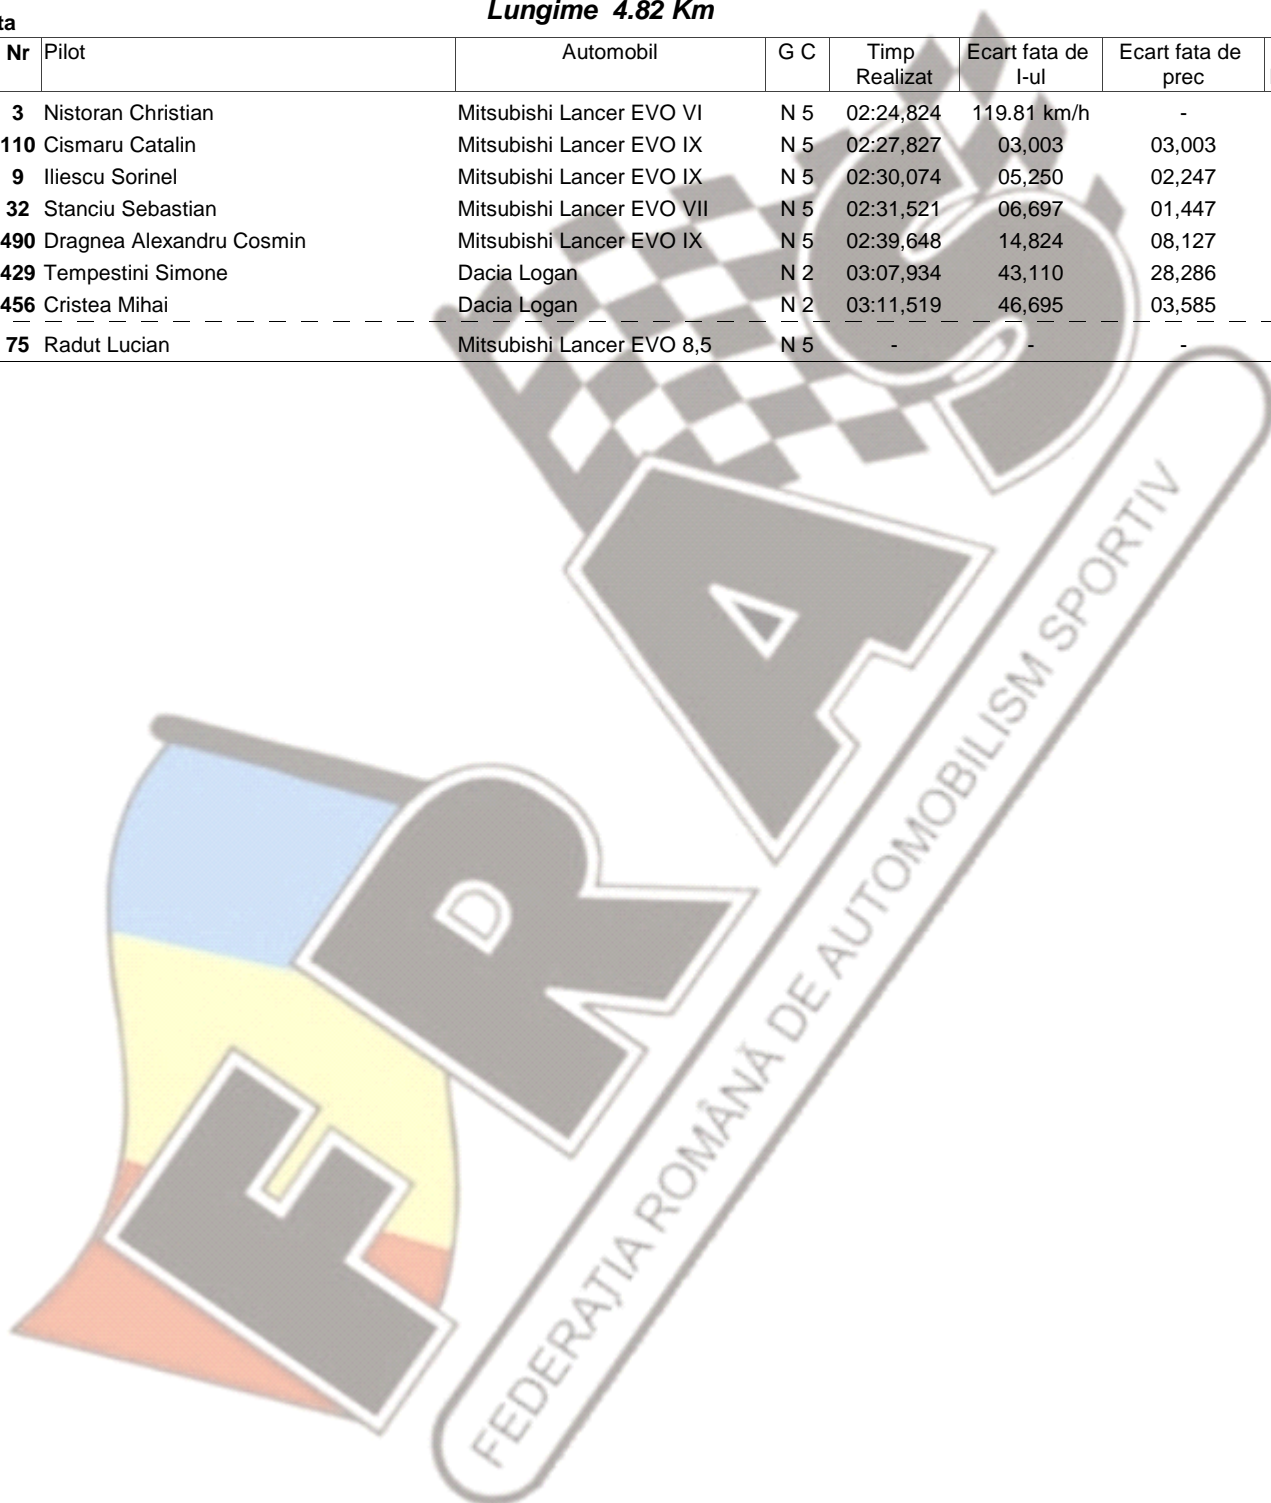 Lungime 4.82 Km
ta
Nr Pilot Automobil G C Timp Realizat Ecart fata de I-ul Ecart fata de prec
3 Nistoran Christian Mitsubishi Lancer EVO VI N 5 02:24,824 119.81 km/h -
110 Cismaru Catalin Mitsubishi Lancer EVO IX N 5 02:27,827 03,003 03,003
9 Iliescu Sorinel Mitsubishi Lancer EVO IX N 5 02:30,074 05,250 02,247
32 Stanciu Sebastian Mitsubishi Lancer EVO VII N 5 02:31,521 06,697 01,447
490 Dragnea Alexandru Cosmin Mitsubishi Lancer EVO IX N 5 02:39,648 14,824 08,127
429 Tempestini Simone Dacia Logan N 2 03:07,934 43,110 28,286
456 Cristea Mihai Dacia Logan N 2 03:11,519 46,695 03,585
75 Radut Lucian Mitsubishi Lancer EVO 8,5 N 5 - - -
FRAS
FEDERAȚIA ROMÂNĂ DE AUTOMOBILISM SPORTIV